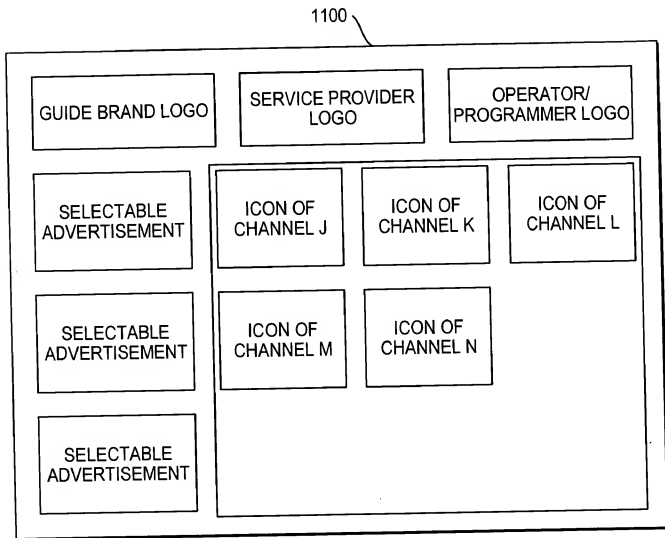 1100
GUIDE BRAND LOGO
SERVICE PROVIDER
LOGO
OPERATOR/
PROGRAMMER LOGO
SELECTABLE
ADVERTISEMENT
ICON OF
CHANNEL J
ICON OF
CHANNEL K
ICON OF
CHANNEL L
SELECTABLE
ADVERTISEMENT
ICON OF
CHANNEL M
ICON OF
CHANNEL N
SELECTABLE
ADVERTISEMENT